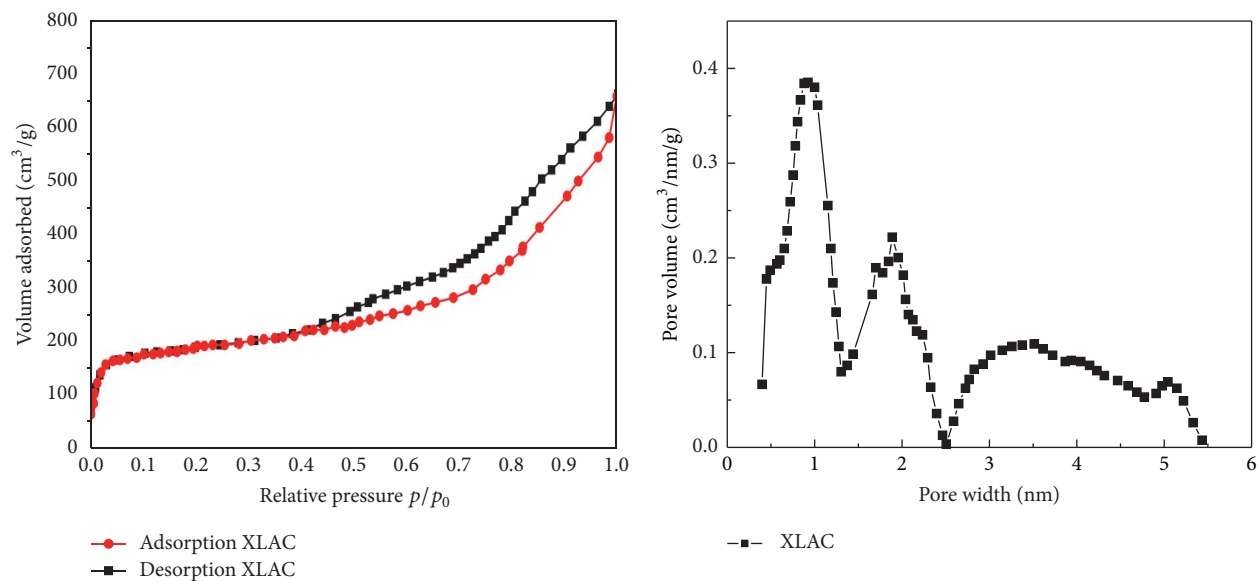 800
700
600
500
400
300
200
100
0
Volume adsorbed (cm³/g)
0.0 0.1 0.2 0.3 0.4 0.5 0.6 0.7 0.8 0.9 1.0
Relative pressure p/p₀
Adsorption XLAC
Desorption XLAC
0.4
0.3
0.2
0.1
0.0
Pore volume (cm³/nm/g)
0 1 2 3 4 5 6
Pore width (nm)
XLAC